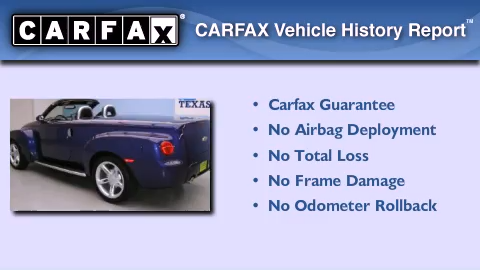 CARFAX® CARFAX Vehicle History Report™
TEXAS
• Carfax Guarantee
• No Airbag Deployment
• No Total Loss
• No Frame Damage
• No Odometer Rollback